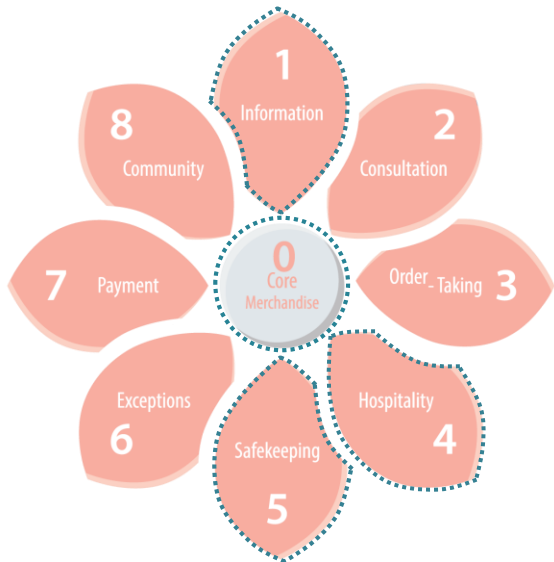 1
Information
2
Consultation
Order-Taking 3
Hospitality
4
Safekeeping
5
Exceptions
6
7 Payment
8
Community
0
Core
Merchandise